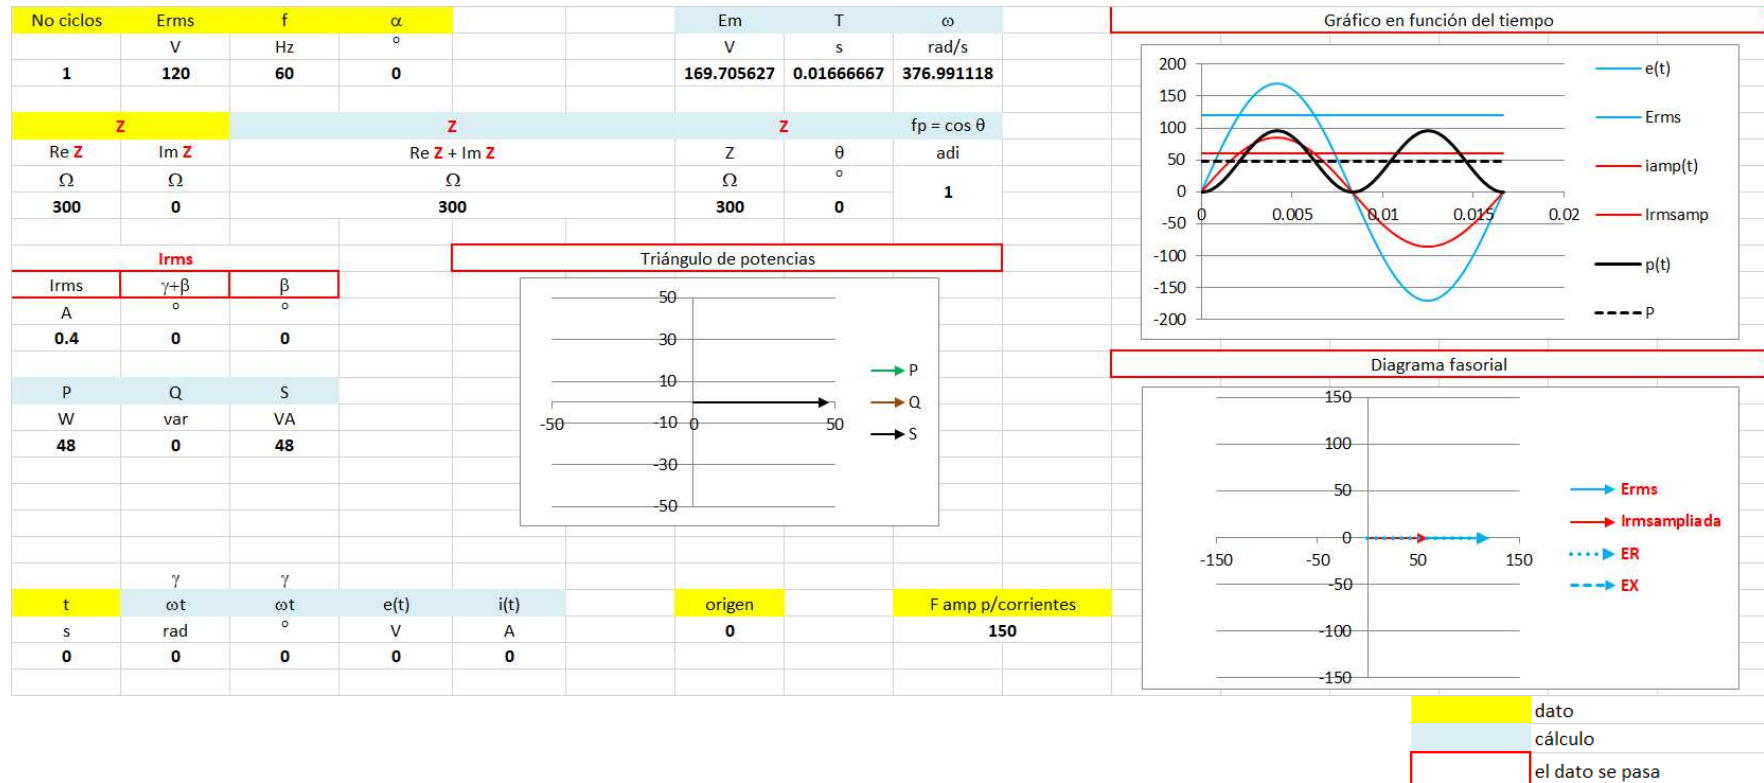 No ciclos Erms f α Em T ω
V Hz ° V s rad/s
1 120 60 0 169.705627 0.01666667 376.991118
Z Z Z fp = cos θ
Re Z Im Z Re Z + Im Z Z θ adi
Ω Ω Ω Ω °
300 0 300 300 0 1
Irms
Irms γ+β β
A ° °
0.4 0 0
P Q S
W var VA
48 0 48
Triángulo de potencias
50
30
10
-10
-30
-50
-50 0 50
P
Q
S
γ γ
t ωt ωt e(t) i(t) origen F amp p/corrientes
s rad ° V A 0 150
0 0 0 0 0
Gráfico en función del tiempo
200
150
100
50
0
-50
-100
-150
-200
0 0.005 0.01 0.015 0.02
e(t)
Erms
iamp(t)
Irmsamp
p(t)
P
Diagrama fasorial
150
100
50
0
-50
-100
-150
-150 -50 50 150
Erms
Irmsampliada
ER
EX
dato
cálculo
el dato se pasa